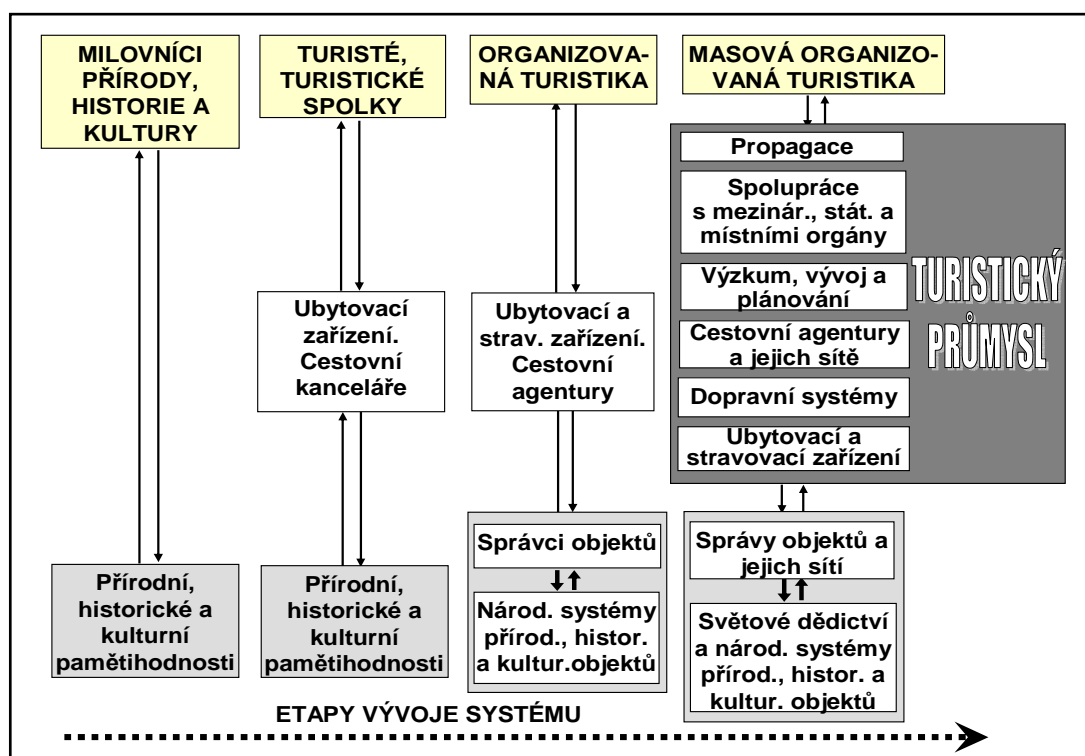 MILOVNÍCI
PŘÍRODY,
HISTORIE A
KULTURY
TURISTÉ,
TURISTICKÉ
SPOLKY
ORGANIZOVA-
NÁ TURISTIKA
MASOVÁ ORGANIZO-
VANÁ TURISTIKA
Propagace
Spolupráce
s mezinár., stát. a
místními orgány
Výzkum, vývoj a
plánování
Cestovní agentury
a jejich sítě
Dopravní systémy
Ubytovací a
stravovací zařízení
TURISTICKÝ
PRŮMYSL
Ubytovací
zařízení.
Cestovní
kanceláře
Ubytovací a
strav. zařízení.
Cestovní
agentury
Přírodní,
historické a
kulturní
pamětihodnosti
Přírodní,
historické a
kulturní
pamětihodnosti
Správci objektů
Národ. systémy
přírod., histor.
a kultur.objektů
Správy objektů a
jejich sítí
Světové dědictví
a národ. systémy
přírod., histor. a
kultur. objektů
ETAPY VÝVOJE SYSTÉMU